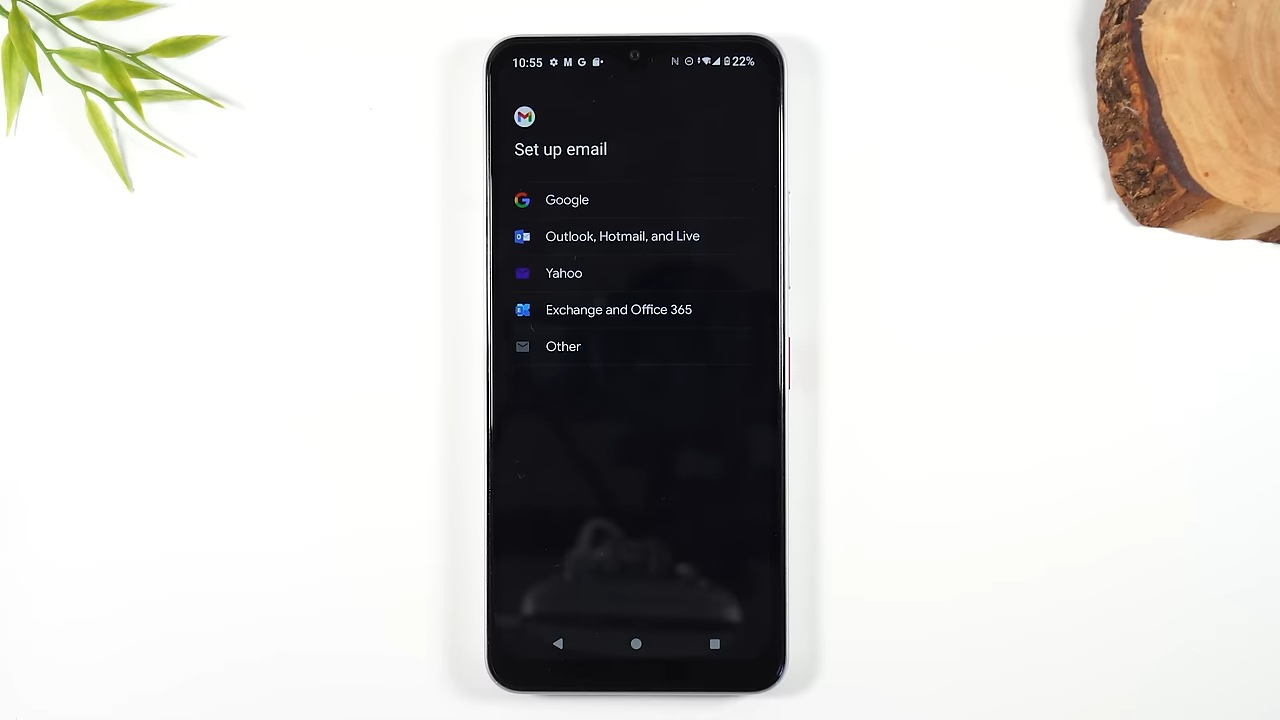 10:55 M G N 22%
Set up email
Google
Outlook, Hotmail, and Live
Yahoo
Exchange and Office 365
Other